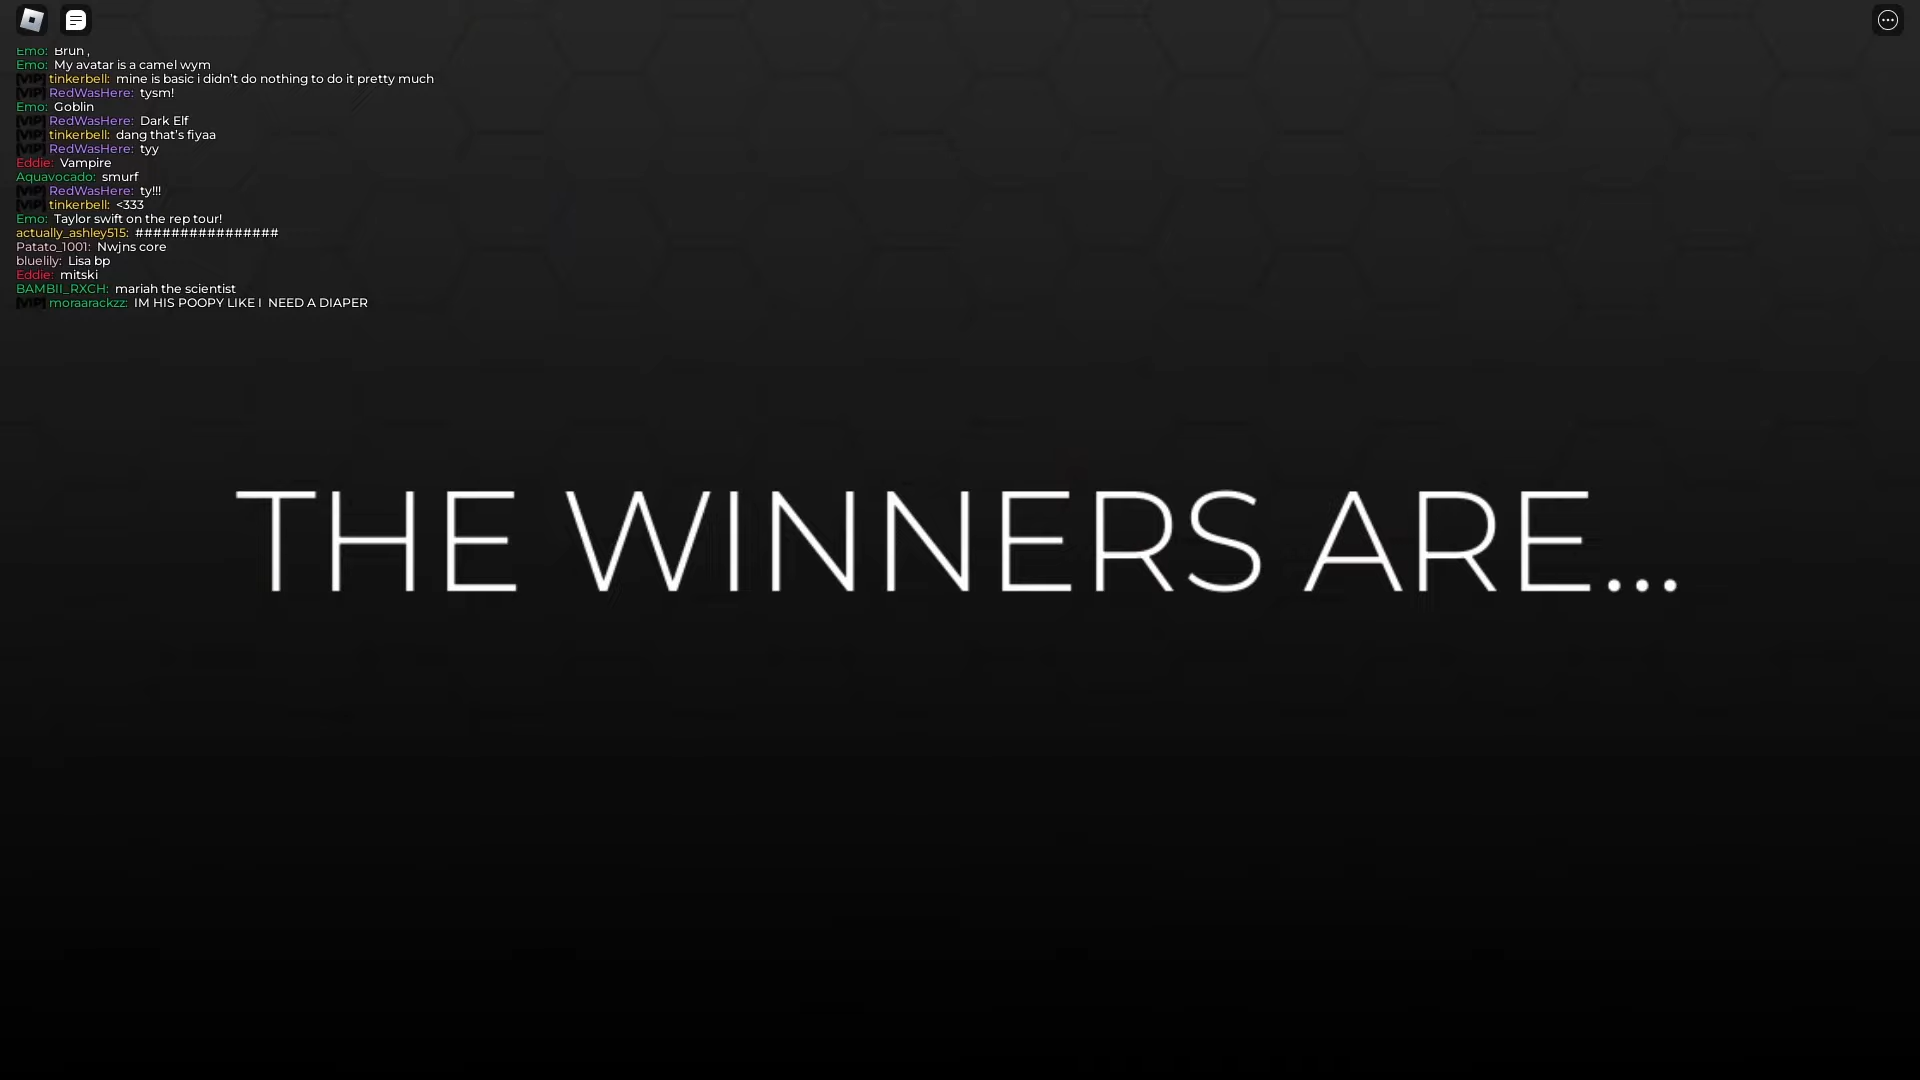 Emo: Bruh ,
Emo: My avatar is a camel wym
[VIP] tinkerbell: mine is basic i didn't do nothing to do it pretty much
[VIP] RedWasHere: tysm!
Emo: Goblin
[VIP] RedWasHere: Dark Elf
[VIP] tinkerbell: dang that's fiyaa
[VIP] RedWasHere: tyy
Eddie: Vampire
Aquavocado: smurf
[VIP] RedWasHere: ty!!!
[VIP] tinkerbell: <333
Emo: Taylor swift on the rep tour!
actually_ashley515: ################
Patato_1001: Nwjns core
bluelily: Lisa bp
Eddie: mitski
BAMBII_RXCH: mariah the scientist
[VIP] moraarackzz: IM HIS POOPY LIKE I  NEED A DIAPER
THE WINNERS ARE...